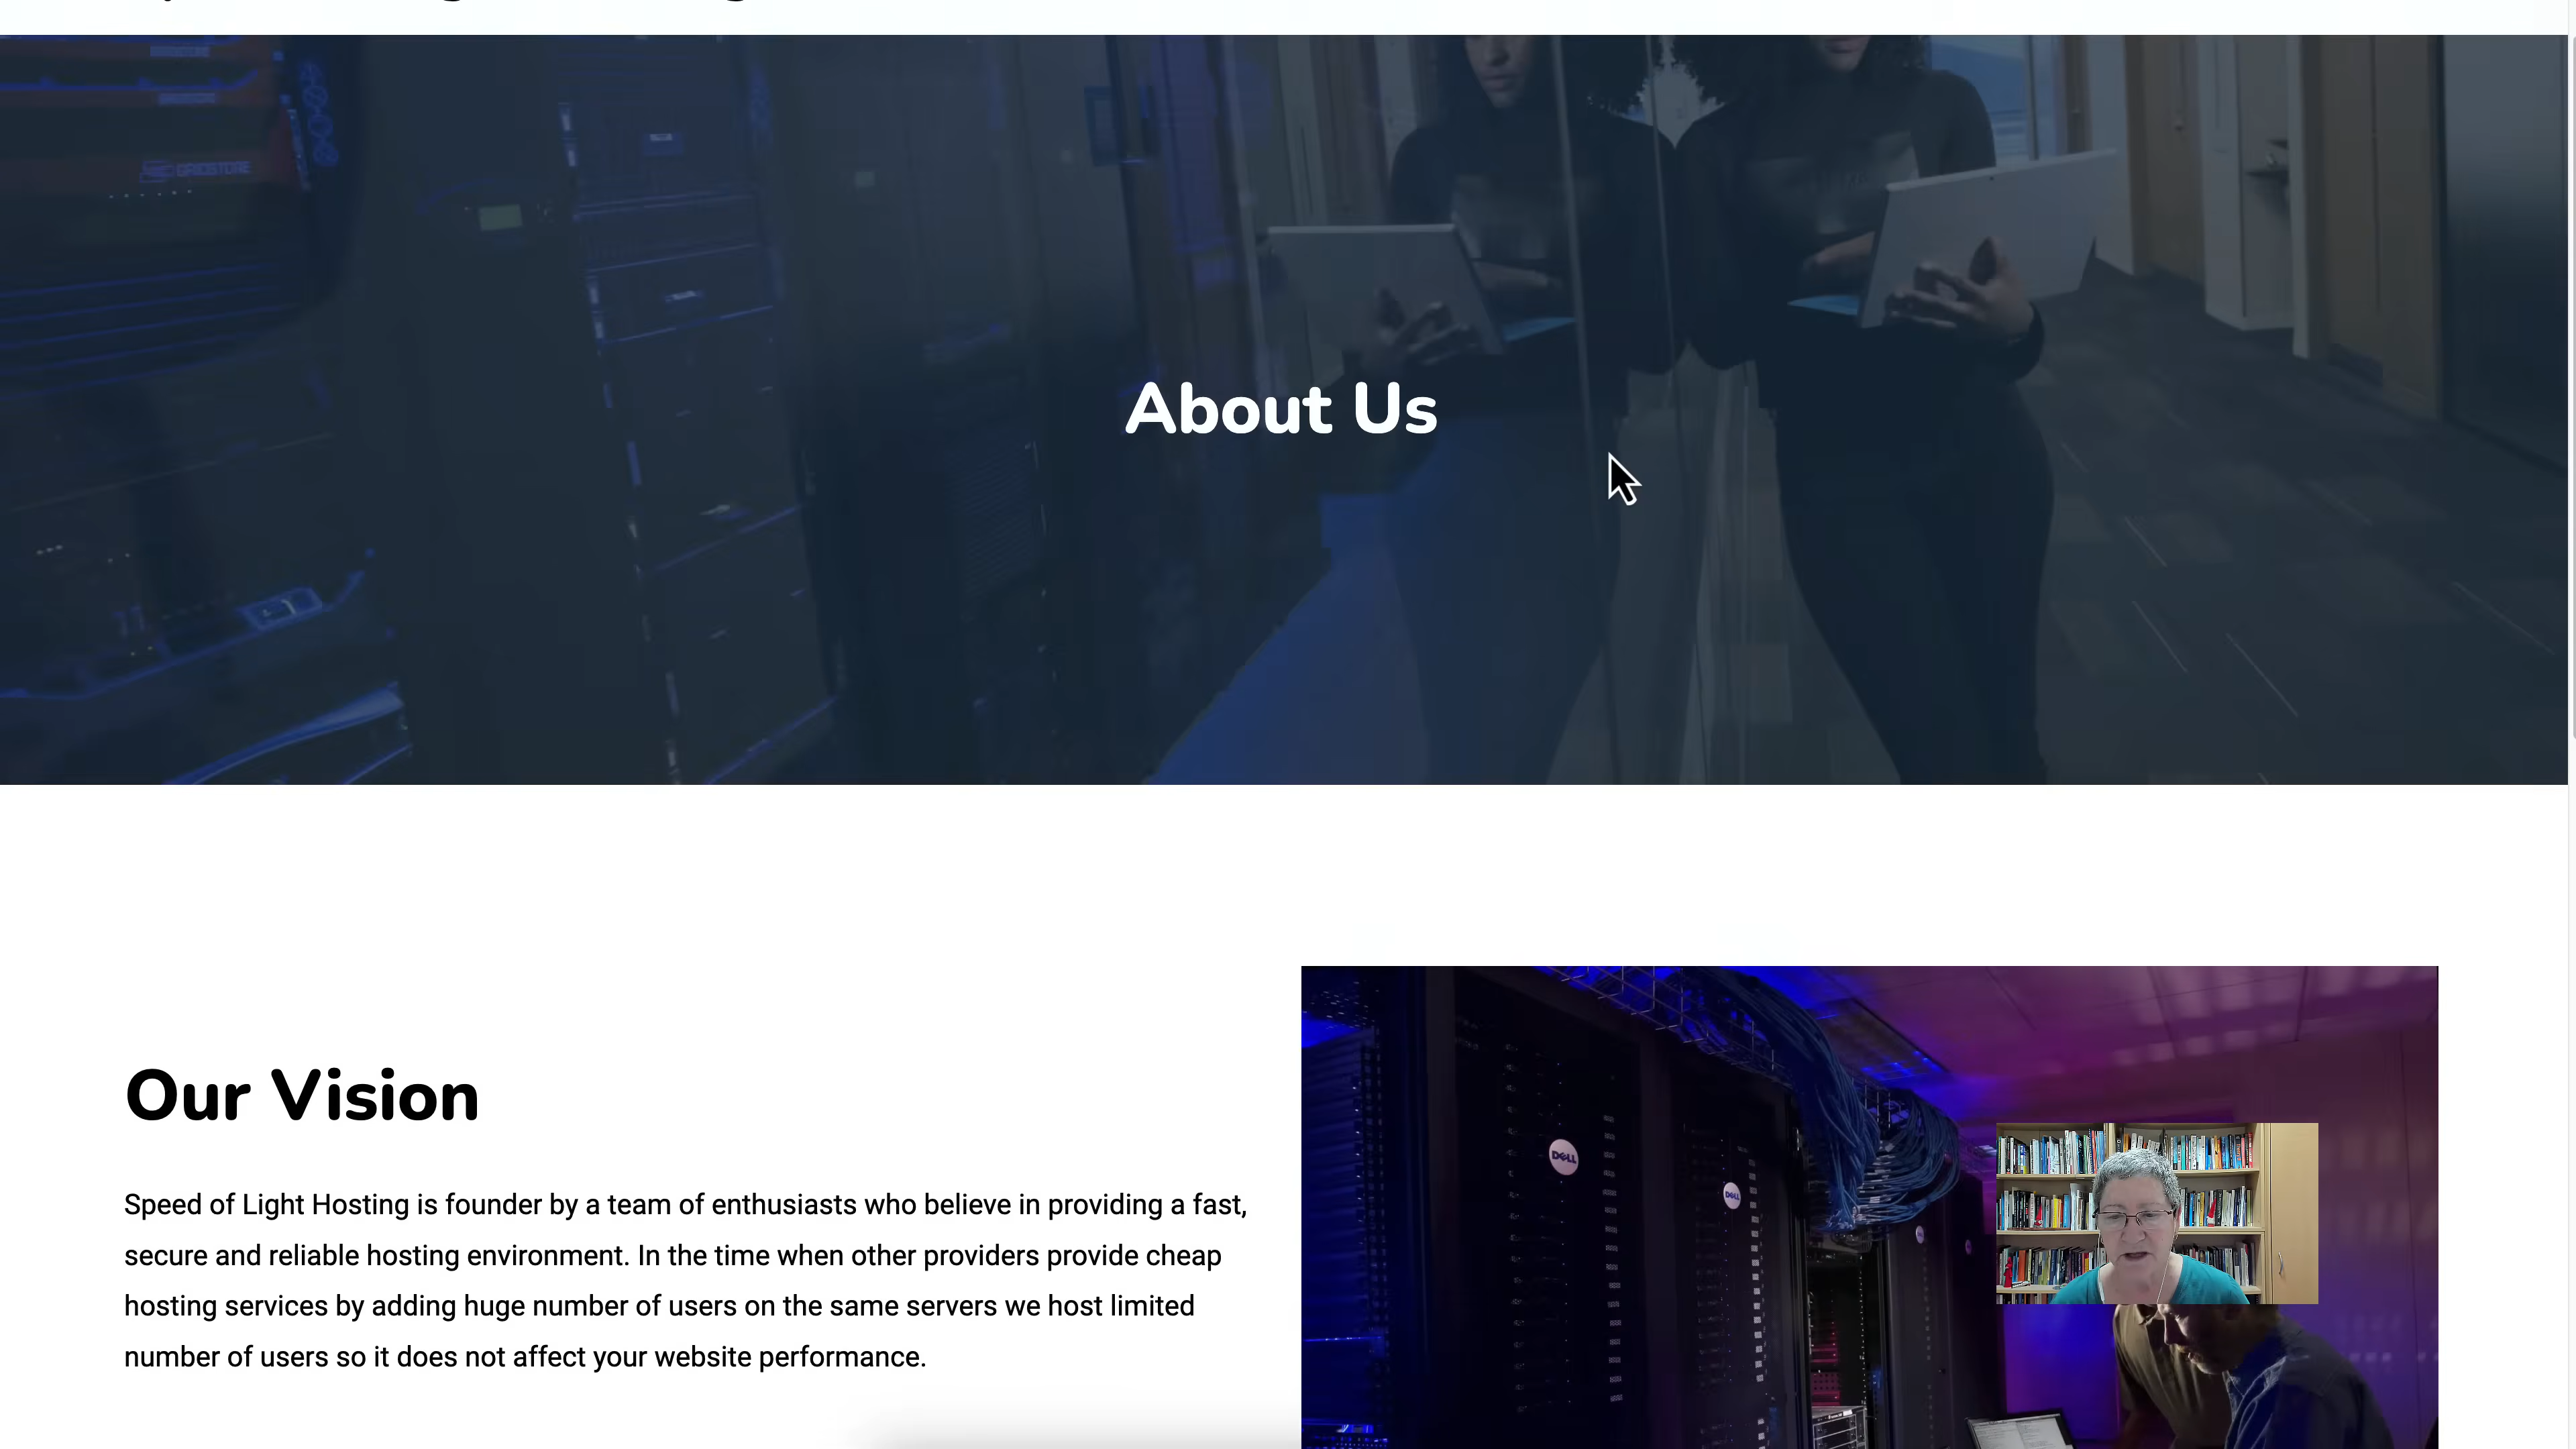 GRIDSTORE
About Us
Our Vision
Speed of Light Hosting is founder by a team of enthusiasts who believe in providing a fast,
secure and reliable hosting environment. In the time when other providers provide cheap
hosting services by adding huge number of users on the same servers we host limited
number of users so it does not affect your website performance.
DELL
DELL